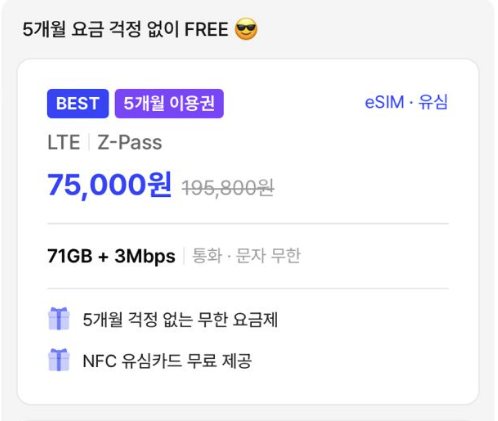 5개월 요금 걱정 없이 FREE 😎
BEST 5개월 이용권 eSIM · 유심
LTE | Z-Pass
75,000원 195,800원
71GB + 3Mbps | 통화 · 문자 무한
5개월 걱정 없는 무한 요금제
NFC 유심카드 무료 제공